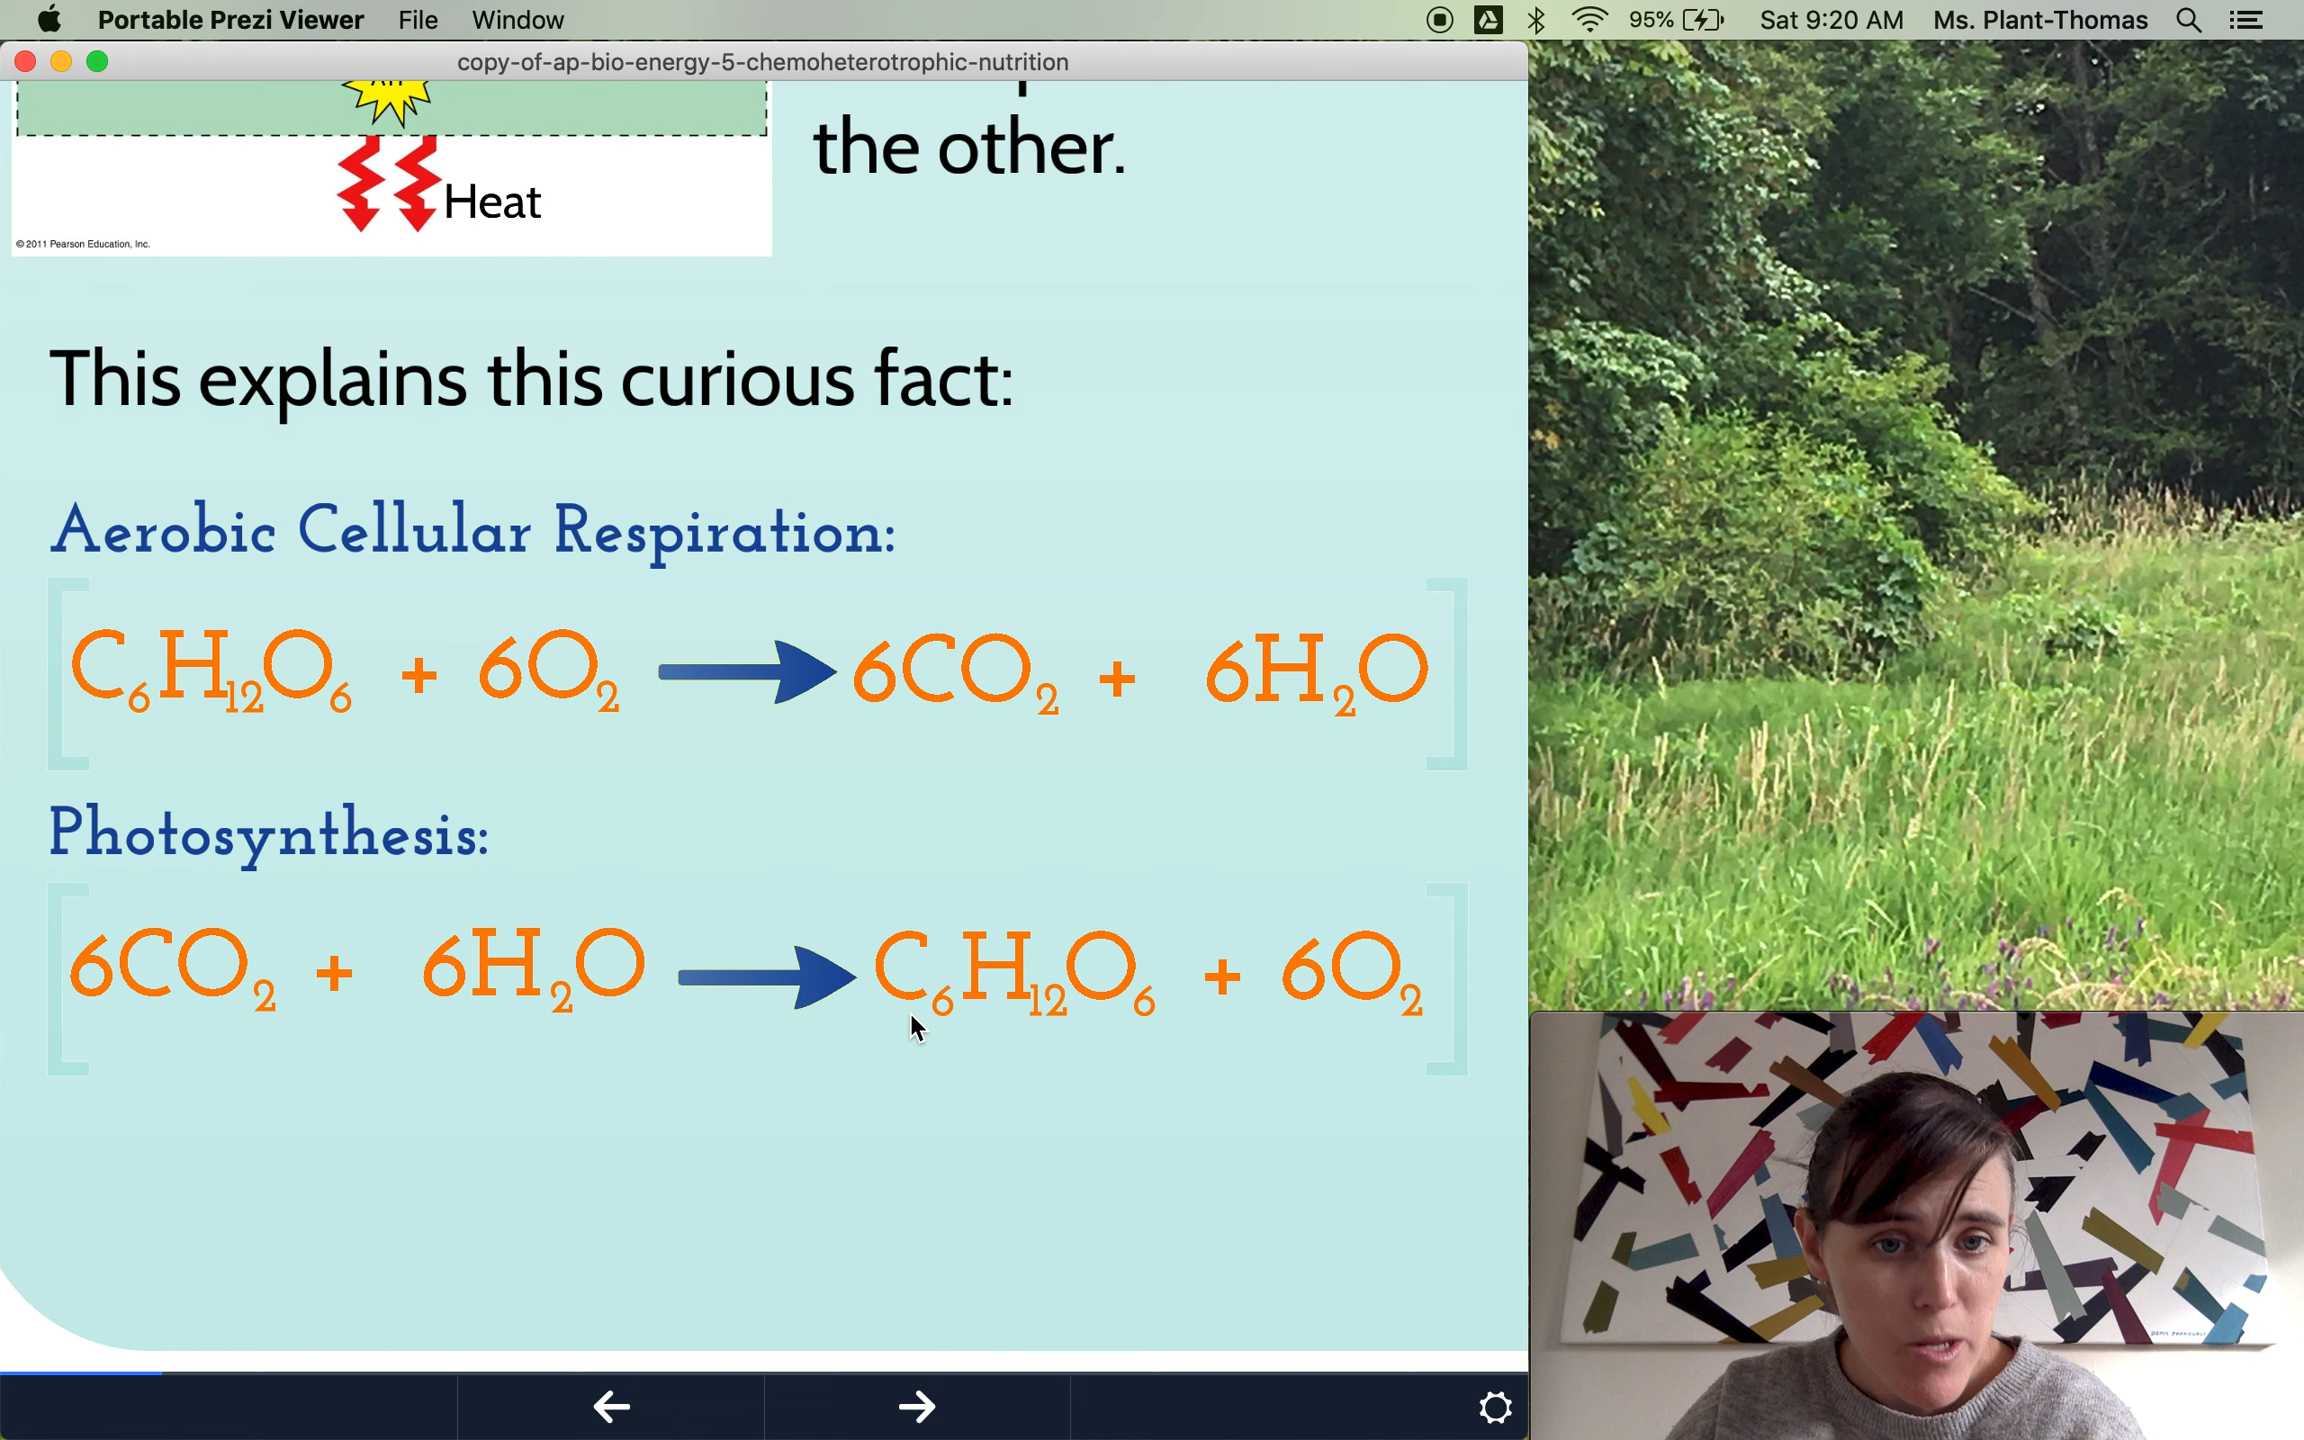 Portable Prezi Viewer File Window 95% Sat 9:20 AM Ms. Plant-Thomas
copy-of-ap-bio-energy-5-chemoheterotrophic-nutrition
the other.
Heat
© 2011 Pearson Education, Inc.
This explains this curious fact:
Aerobic Cellular Respiration:
C₆H₁₂O₆ + 6O₂ → 6CO₂ + 6H₂O
Photosynthesis:
6CO₂ + 6H₂O → C₆H₁₂O₆ + 6O₂